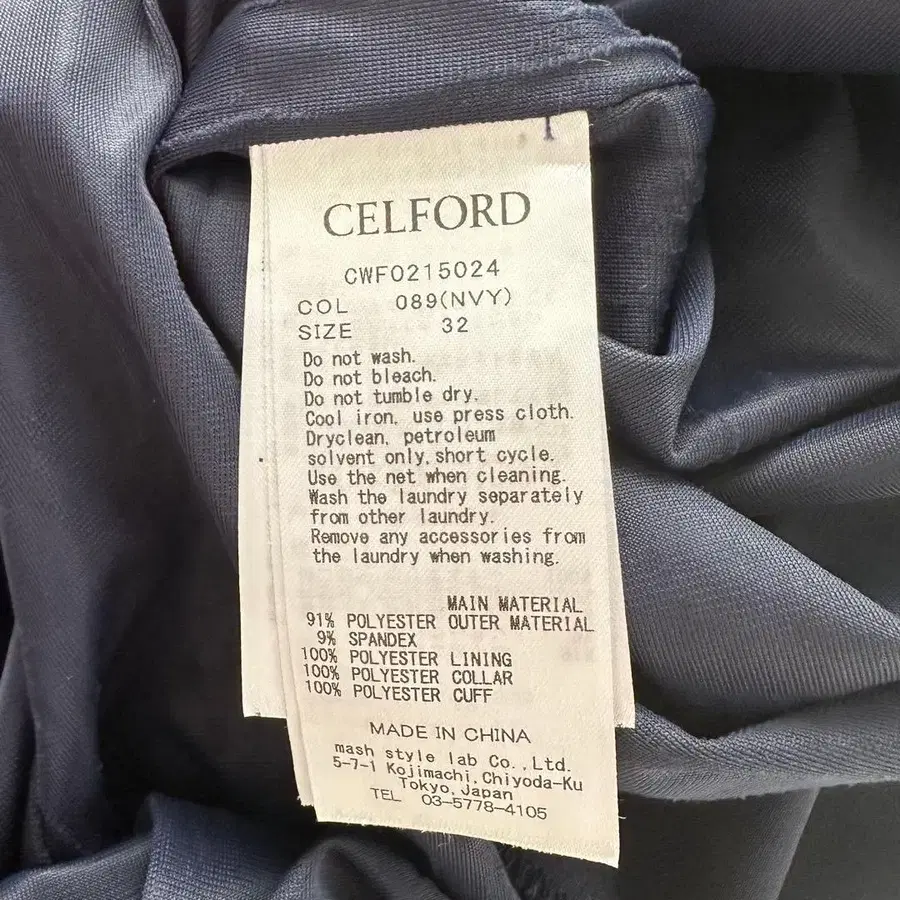 CELFORD
CWFO215024
COL 089(NVY)
SIZE 32
Do not wash.
Do not bleach.
Do not tumble dry.
Cool iron, use press cloth.
Dryclean, petroleum
solvent only,short cycle.
Use the net when cleaning.
Wash the laundry separately
from other laundry.
Remove any accessories from
the laundry when washing.
MAIN MATERIAL
91% POLYESTER OUTER MATERIAL
9% SPANDEX
100% POLYESTER LINING
100% POLYESTER COLLAR
100% POLYESTER CUFF
MADE IN CHINA
mash style lab Co.,Ltd.
5-7-1 Kojimachi,Chiyoda-Ku
Tokyo,Japan
TEL 03-5778-4105